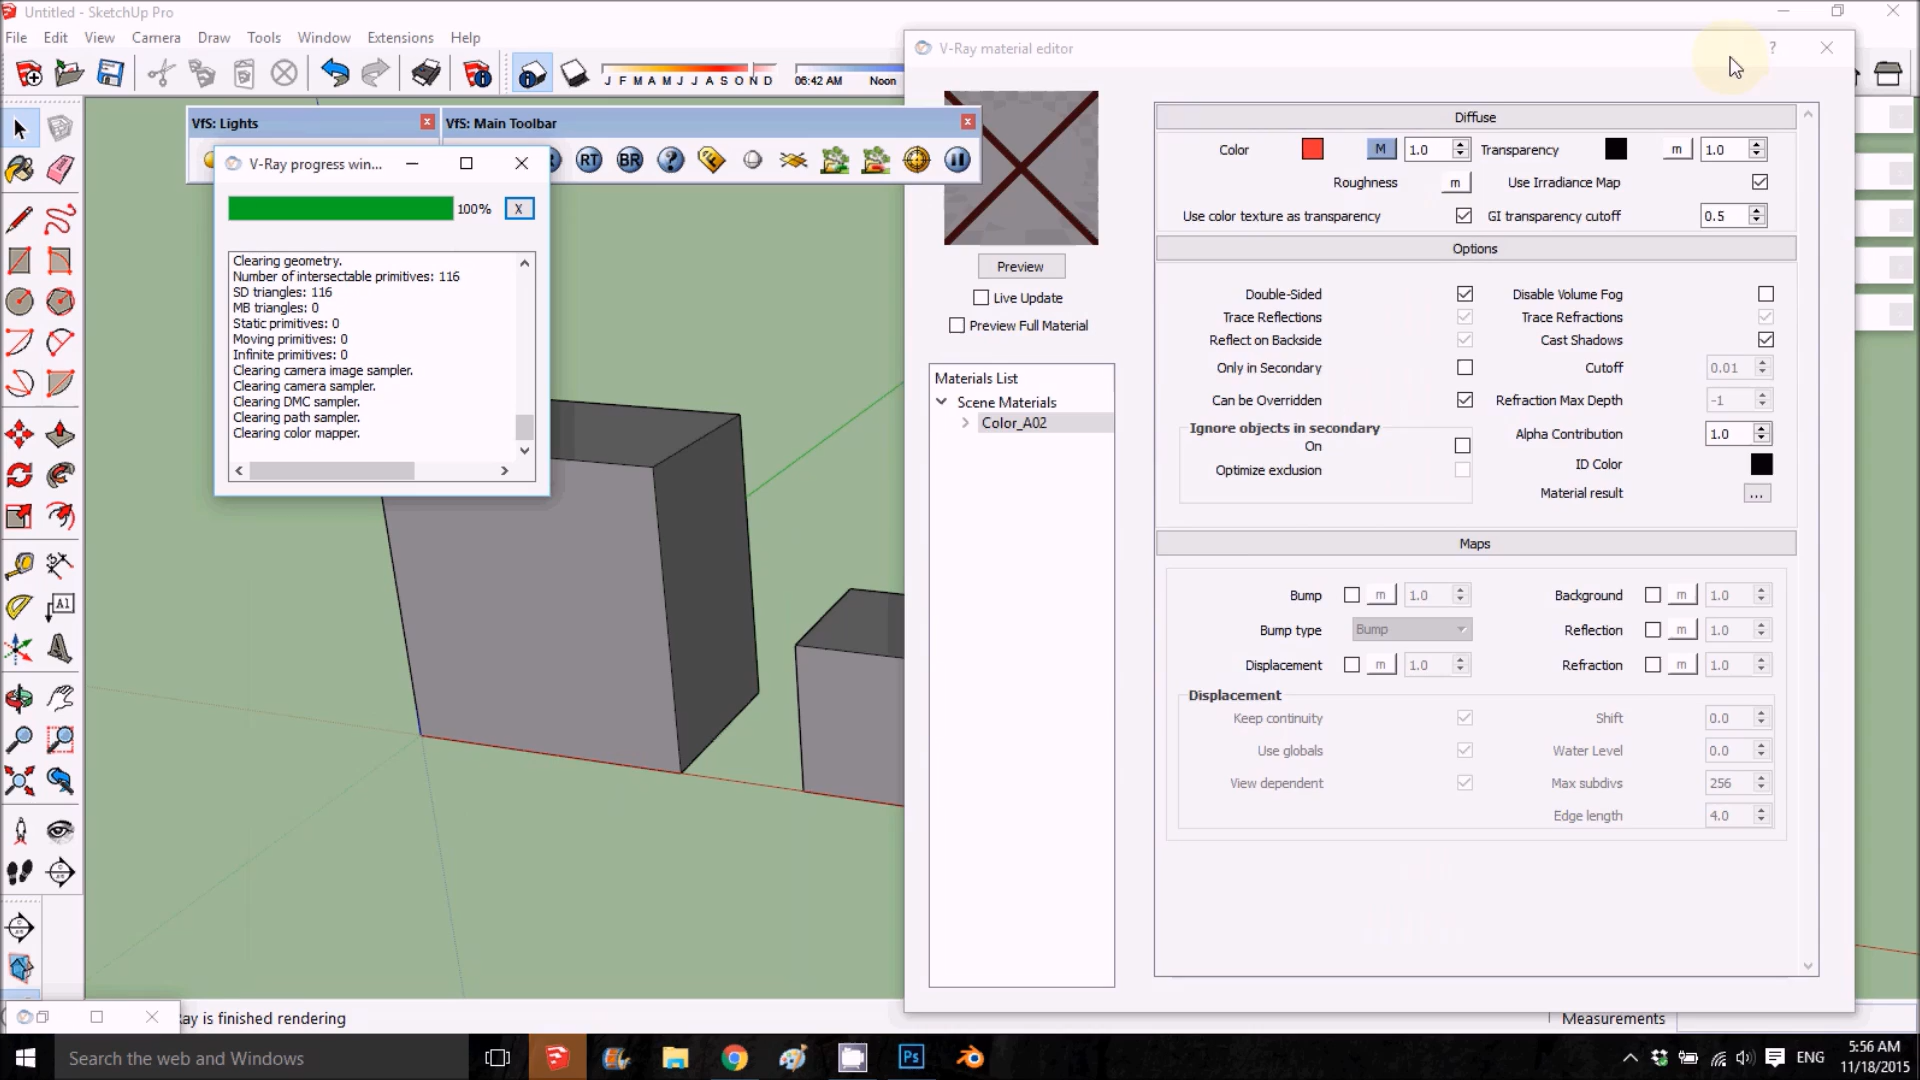 Untitled - SketchUp Pro
File Edit View Camera Draw Tools Window Extensions Help
J F M A M J J A S O N D
06:42 AM Noon
V-Ray material editor
?
VfS: Lights
VfS: Main Toolbar
RT BR ?
V-Ray progress win...
100%
X
Clearing geometry.
Number of intersectable primitives: 116
SD triangles: 116
MB triangles: 0
Static primitives: 0
Moving primitives: 0
Infinite primitives: 0
Clearing camera image sampler.
Clearing camera sampler.
Clearing DMC sampler.
Clearing path sampler.
Clearing color mapper.
Preview
Live Update
Preview Full Material
Materials List
Scene Materials
Color_A02
Diffuse
Color M 1.0 Transparency m 1.0
Roughness m Use Irradiance Map
Use color texture as transparency GI transparency cutoff 0.5
Options
Double-Sided Disable Volume Fog
Trace Reflections Trace Refractions
Reflect on Backside Cast Shadows
Only in Secondary Cutoff 0.01
Can be Overridden Refraction Max Depth -1
Ignore objects in secondary
On
Optimize exclusion
Alpha Contribution 1.0
ID Color
Material result ...
Maps
Bump m 1.0 Background m 1.0
Bump type Bump Reflection m 1.0
Displacement m 1.0 Refraction m 1.0
Displacement
Keep continuity Shift 0.0
Use globals Water Level 0.0
View dependent Max subdivs 256
Edge length 4.0
A1
Ray is finished rendering
Measurements
Search the web and Windows
Ps
ENG
5:56 AM
11/18/2015